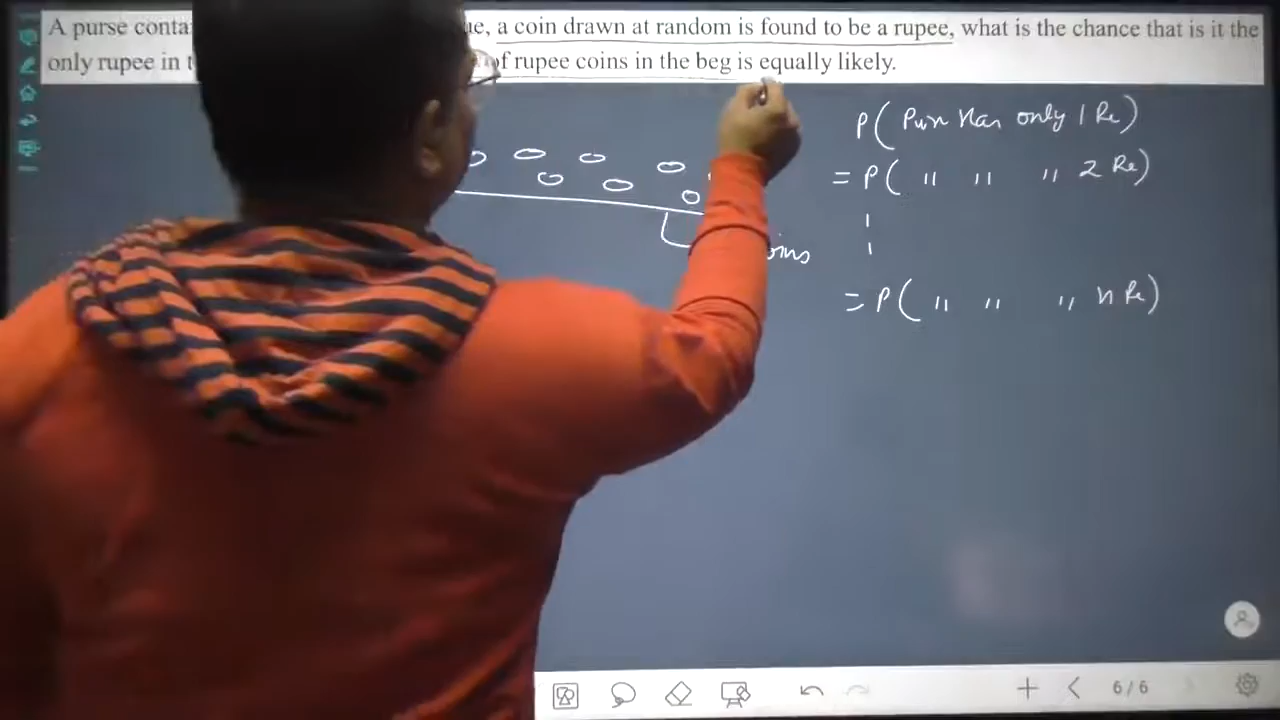 A purse a coin drawn at random is found to be a rupee, what is the chance that is it the
only rupee in of rupee coins in the beg is equally likely.
P( Purse Has only 1 Re)
= P( " " " 2 Re)
= P( " " " n Re)
6/6